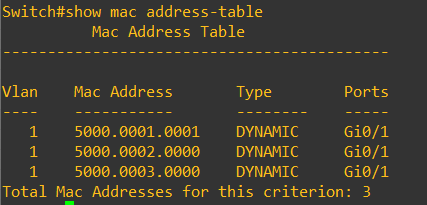 Switch#show mac address-table
Mac Address Table
-------------------------------------------
Vlan    Mac Address       Type        Ports
----    -----------       --------    -----
   1    5000.0001.0001    DYNAMIC     Gi0/1
   1    5000.0002.0000    DYNAMIC     Gi0/1
   1    5000.0003.0000    DYNAMIC     Gi0/1
Total Mac Addresses for this criterion: 3